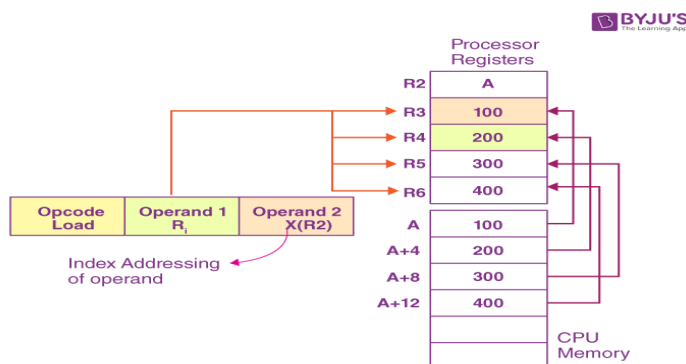 BYJU'S
The Learning App
Processor
Registers
R2 A
R3 100
R4 200
R5 300
R6 400
Opcode Operand 1 Operand 2
Load Ri X(R2)
A 100
A+4 200
A+8 300
A+12 400
Index Addressing
of operand
CPU
Memory